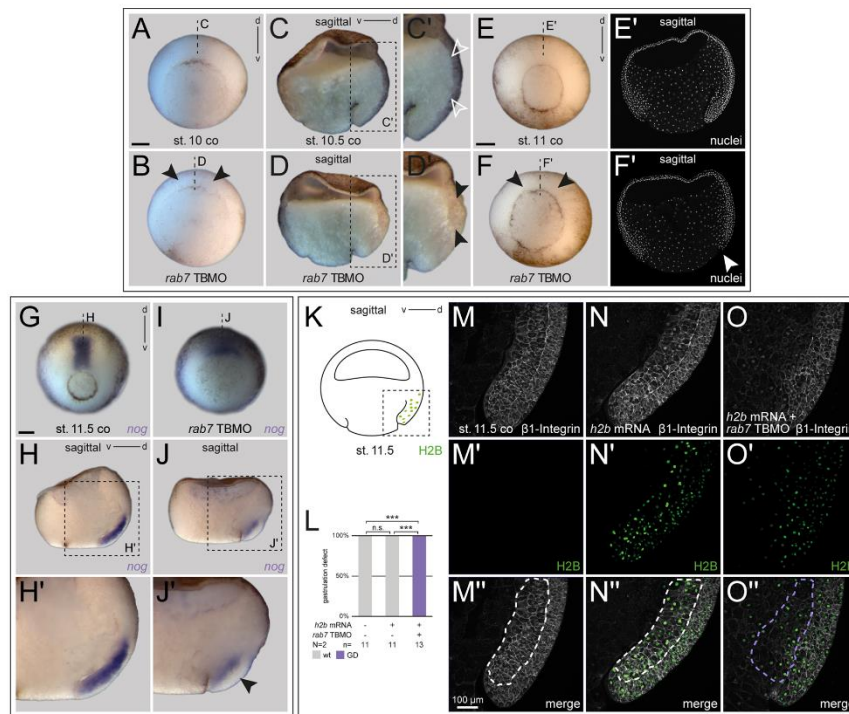 A
C
d
v
st. 10 co
C
sagittal
v d
C'
st. 10.5 co
C'
E
E'
d
v
st. 11 co
E'
sagittal
nuclei
B
D
rab7 TBMO
D
sagittal
D'
rab7 TBMO
D'
F
F'
rab7 TBMO
F'
sagittal
nuclei
G
H
d
v
st. 11.5 co
nog
I
J
rab7 TBMO
nog
H
sagittal
v d
H'
nog
J
sagittal
J'
nog
H'
J'
K
sagittal
v d
st. 11.5
H2B
L
***
n.s.
***
100%
50%
0%
gastrulation defect
h2b mRNA - + +
rab7 TBMO - - +
N=2 n= 11 11 13
wt GD
M
st. 11.5 co β1-Integrin
N
h2b mRNA β1-Integrin
O
h2b mRNA +
rab7 TBMO β1-Integrin
M'
H2B
N'
H2B
O'
H2B
M"
100 µm
merge
N"
merge
O"
merge